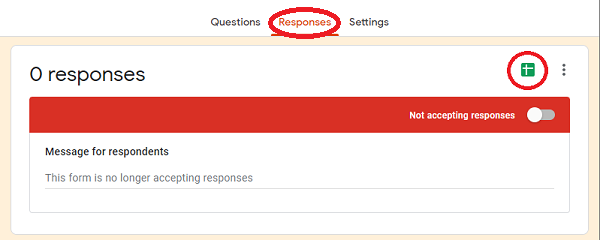 Questions Responses Settings
0 responses
Not accepting responses
Message for respondents
This form is no longer accepting responses